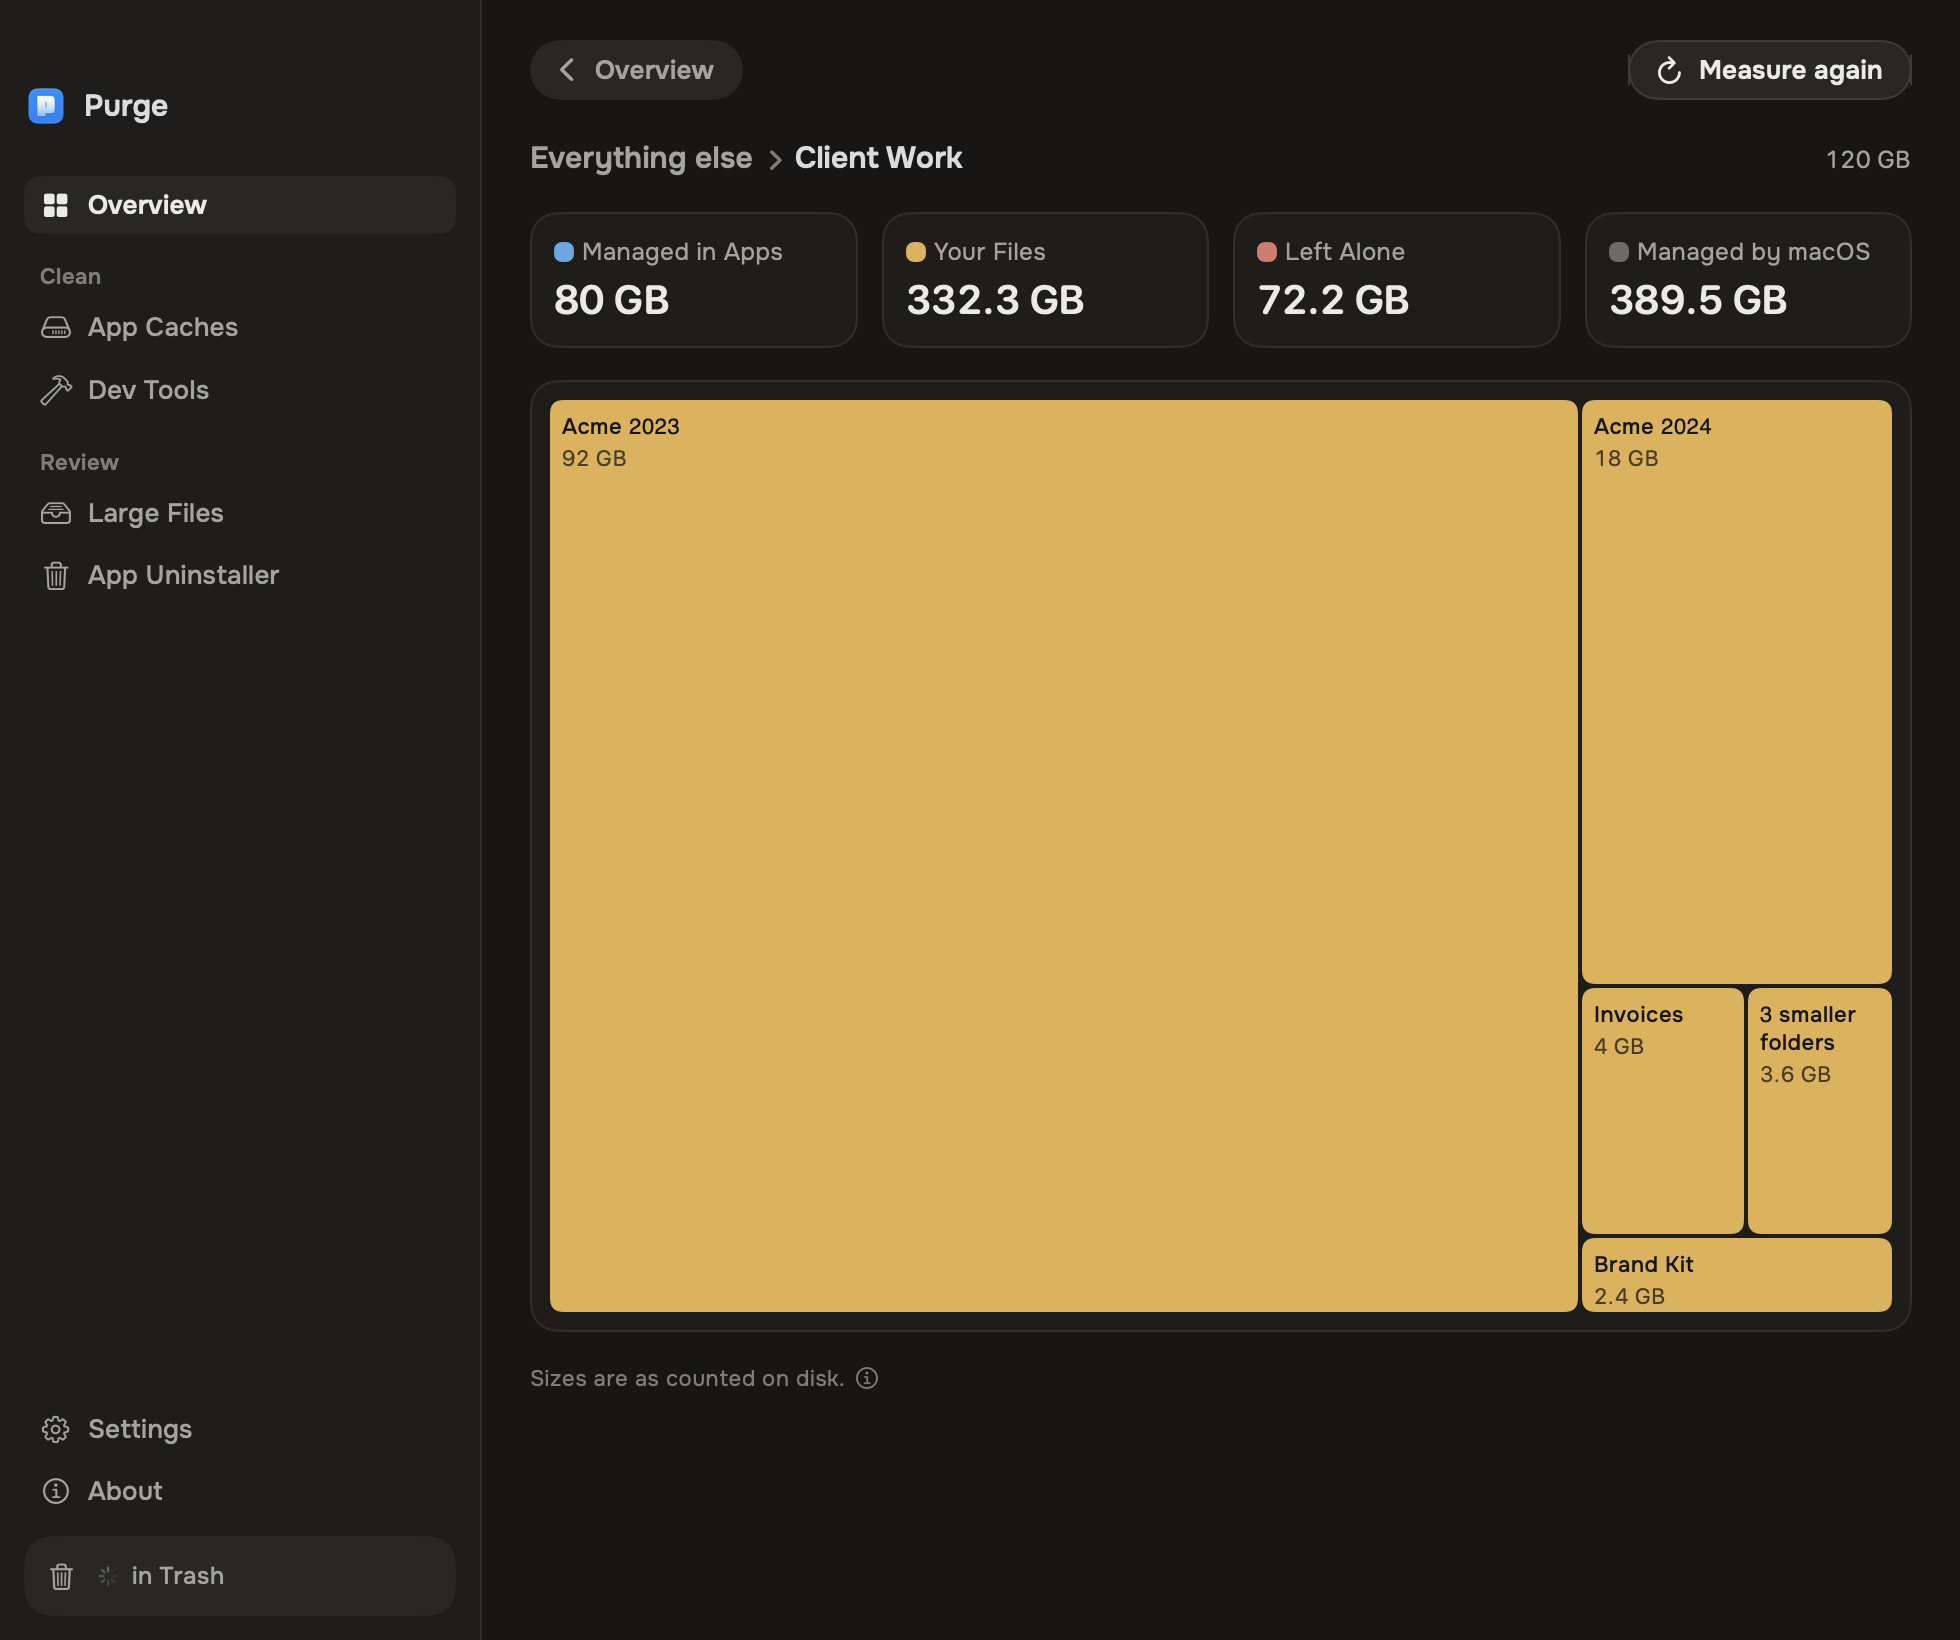 Purge
Overview
Clean
App Caches
Dev Tools
Review
Large Files
App Uninstaller
Settings
About
in Trash
Overview
Measure again
Everything else > Client Work
120 GB
Managed in Apps
80 GB
Your Files
332.3 GB
Left Alone
72.2 GB
Managed by macOS
389.5 GB
Acme 2023
92 GB
Acme 2024
18 GB
Invoices
4 GB
3 smaller
folders
3.6 GB
Brand Kit
2.4 GB
Sizes are as counted on disk.